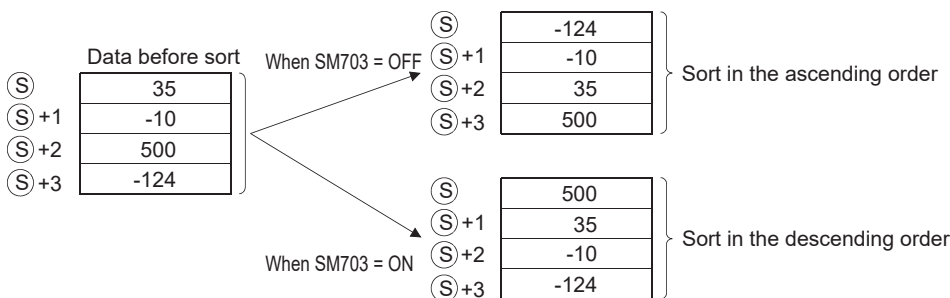 Data before sort
Ⓢ 35
Ⓢ+1 -10
Ⓢ+2 500
Ⓢ+3 -124
When SM703 = OFF
Ⓢ -124
Ⓢ+1 -10
Ⓢ+2 35
Ⓢ+3 500
Sort in the ascending order
When SM703 = ON
Ⓢ 500
Ⓢ+1 35
Ⓢ+2 -10
Ⓢ+3 -124
Sort in the descending order